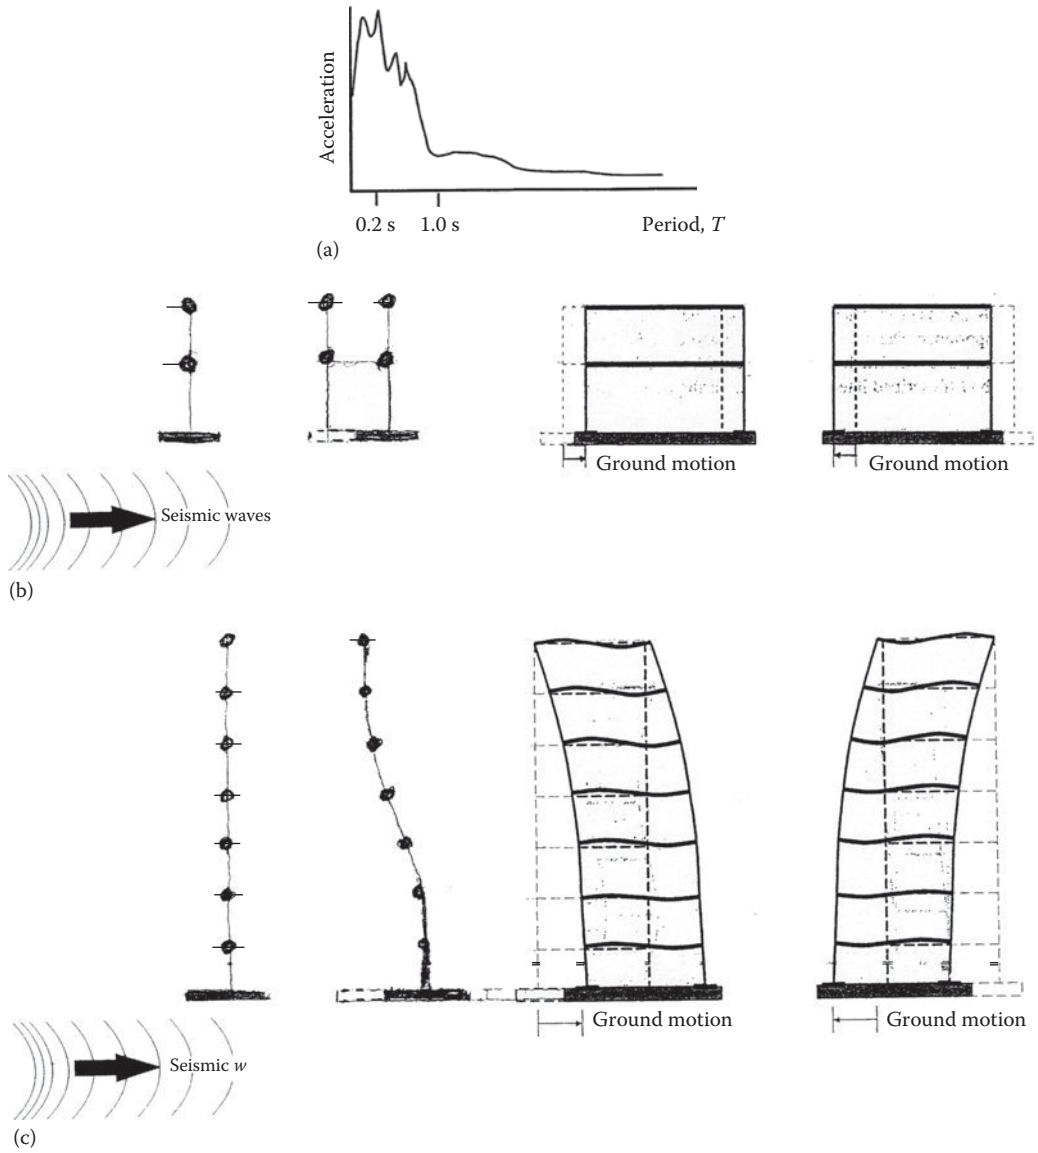 Acceleration
0.2 s
1.0 s
Period, T
(a)
Ground motion
Ground motion
Seismic waves
(b)
Ground motion
Ground motion
Seismic w
(c)